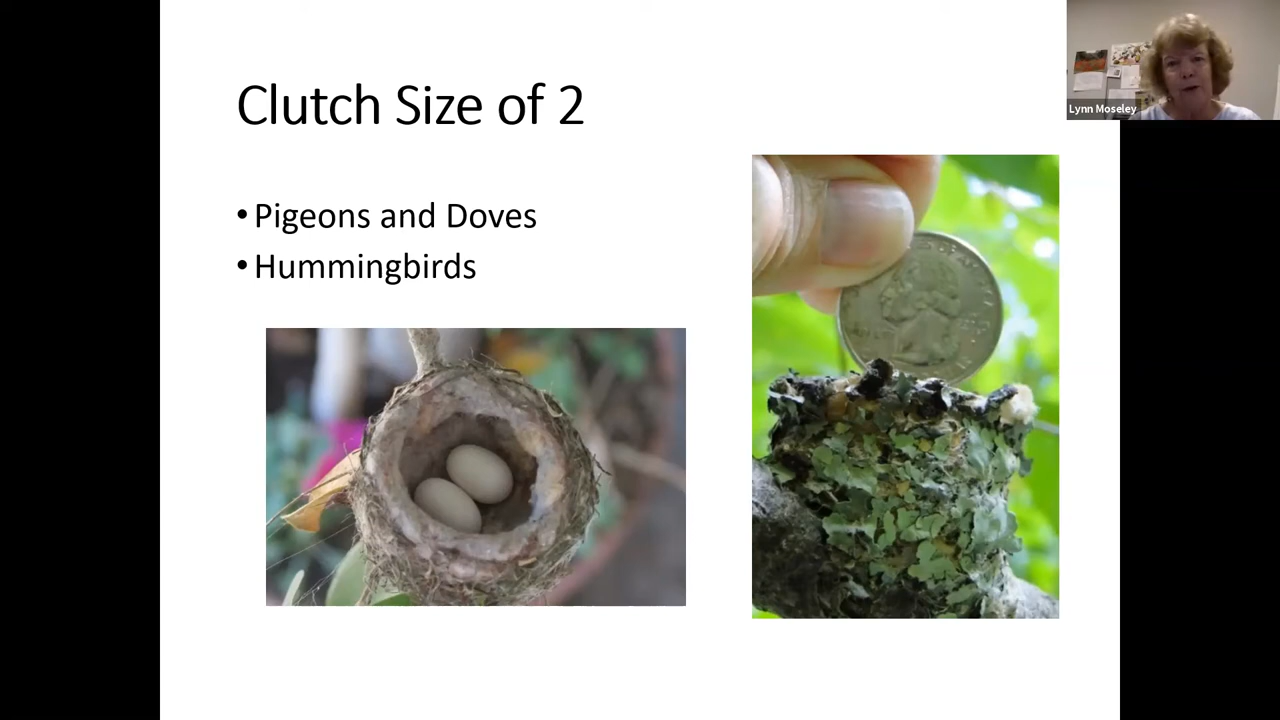 Clutch Size of 2
Lynn Moseley
• Pigeons and Doves
• Hummingbirds